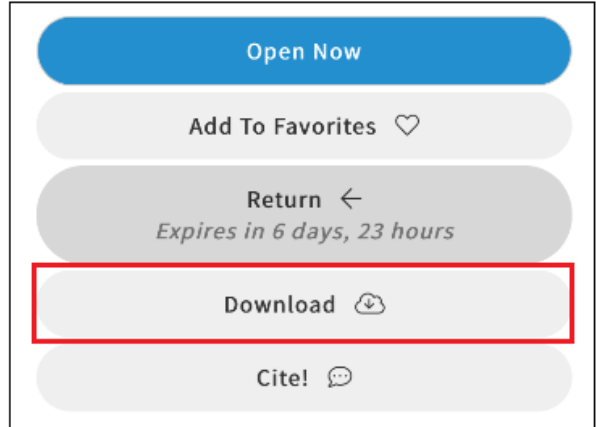 Open Now
Add To Favorites
Return
Expires in 6 days, 23 hours
Download
Cite!